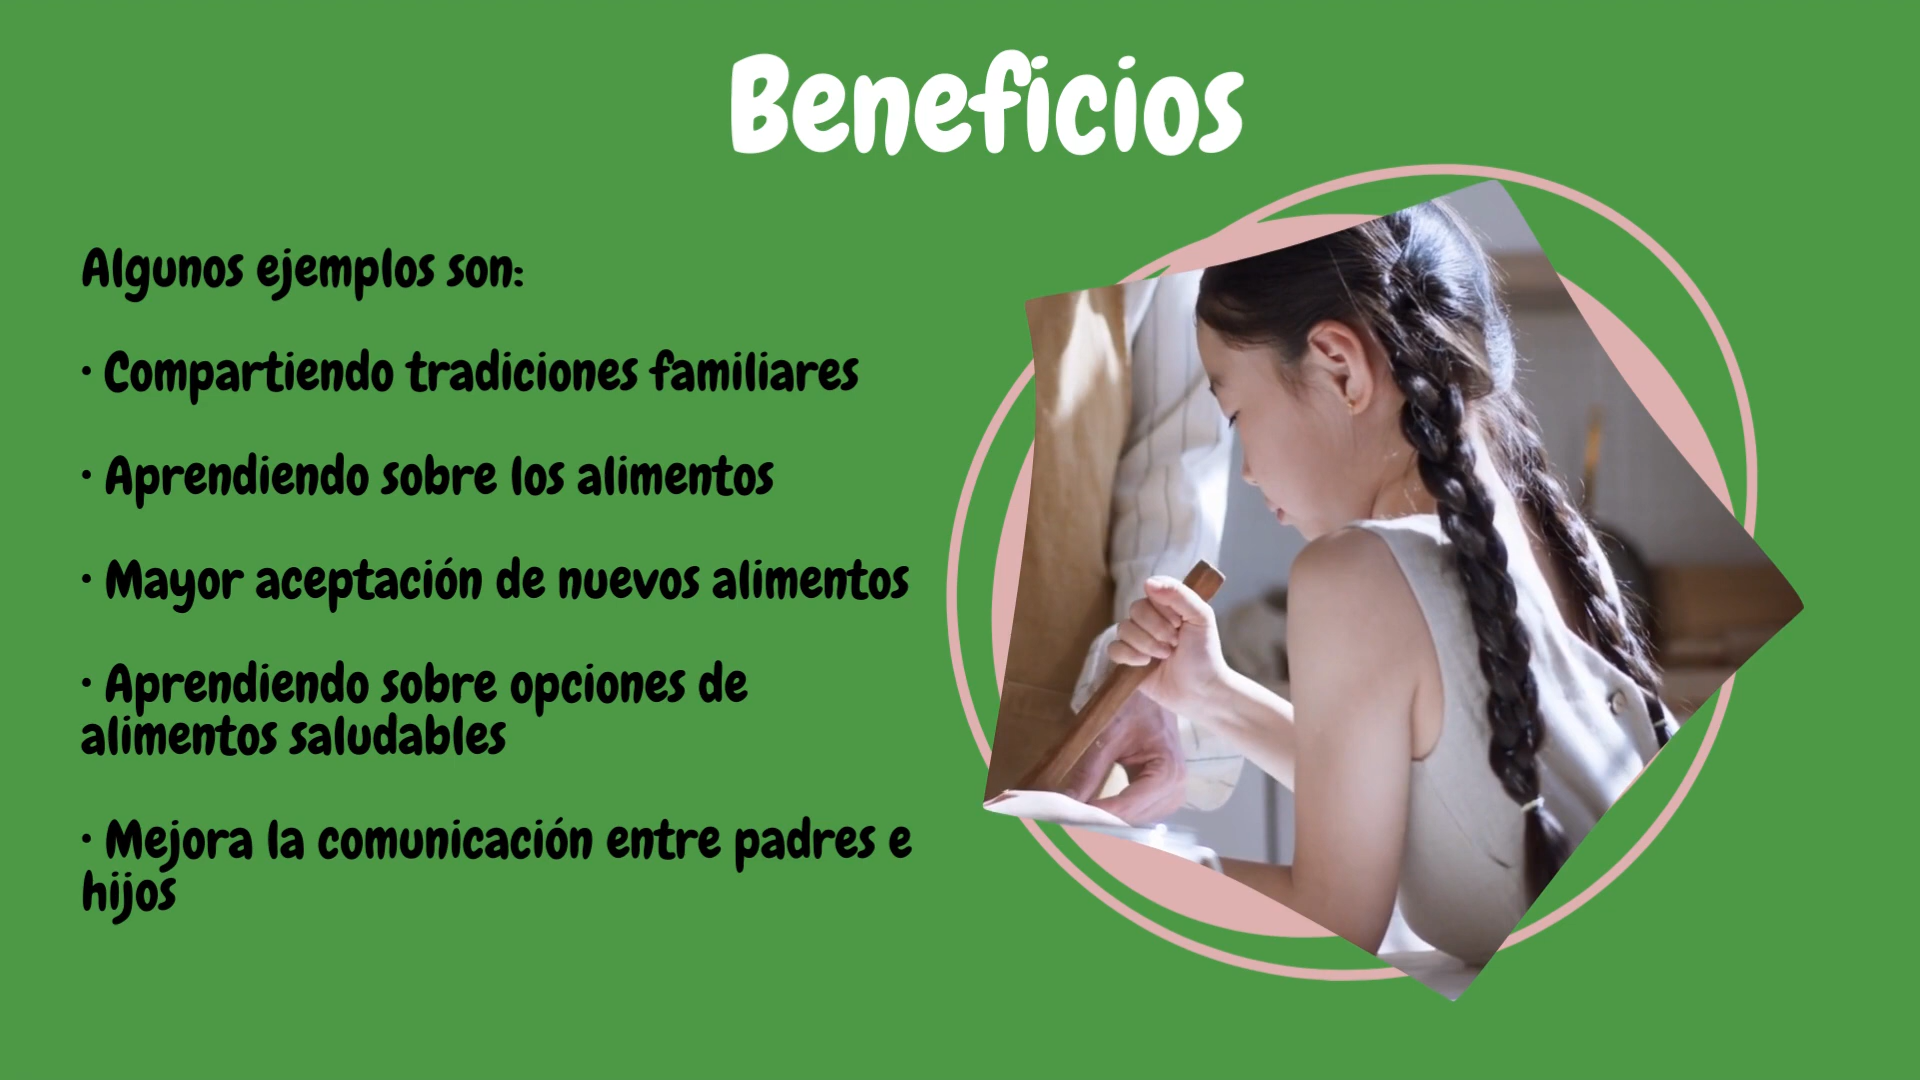 Beneficios
Algunos ejemplos son:
· Compartiendo tradiciones familiares
· Aprendiendo sobre los alimentos
· Mayor aceptación de nuevos alimentos
· Aprendiendo sobre opciones de
alimentos saludables
· Mejora la comunicación entre padres e
hijos